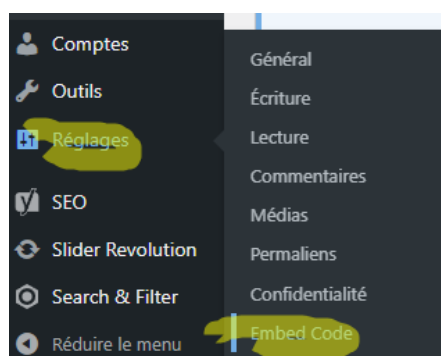 Comptes
Outils
Réglages
SEO
Slider Revolution
Search & Filter
Réduire le menu
Général
Écriture
Lecture
Commentaires
Médias
Permaliens
Confidentialité
Embed Code